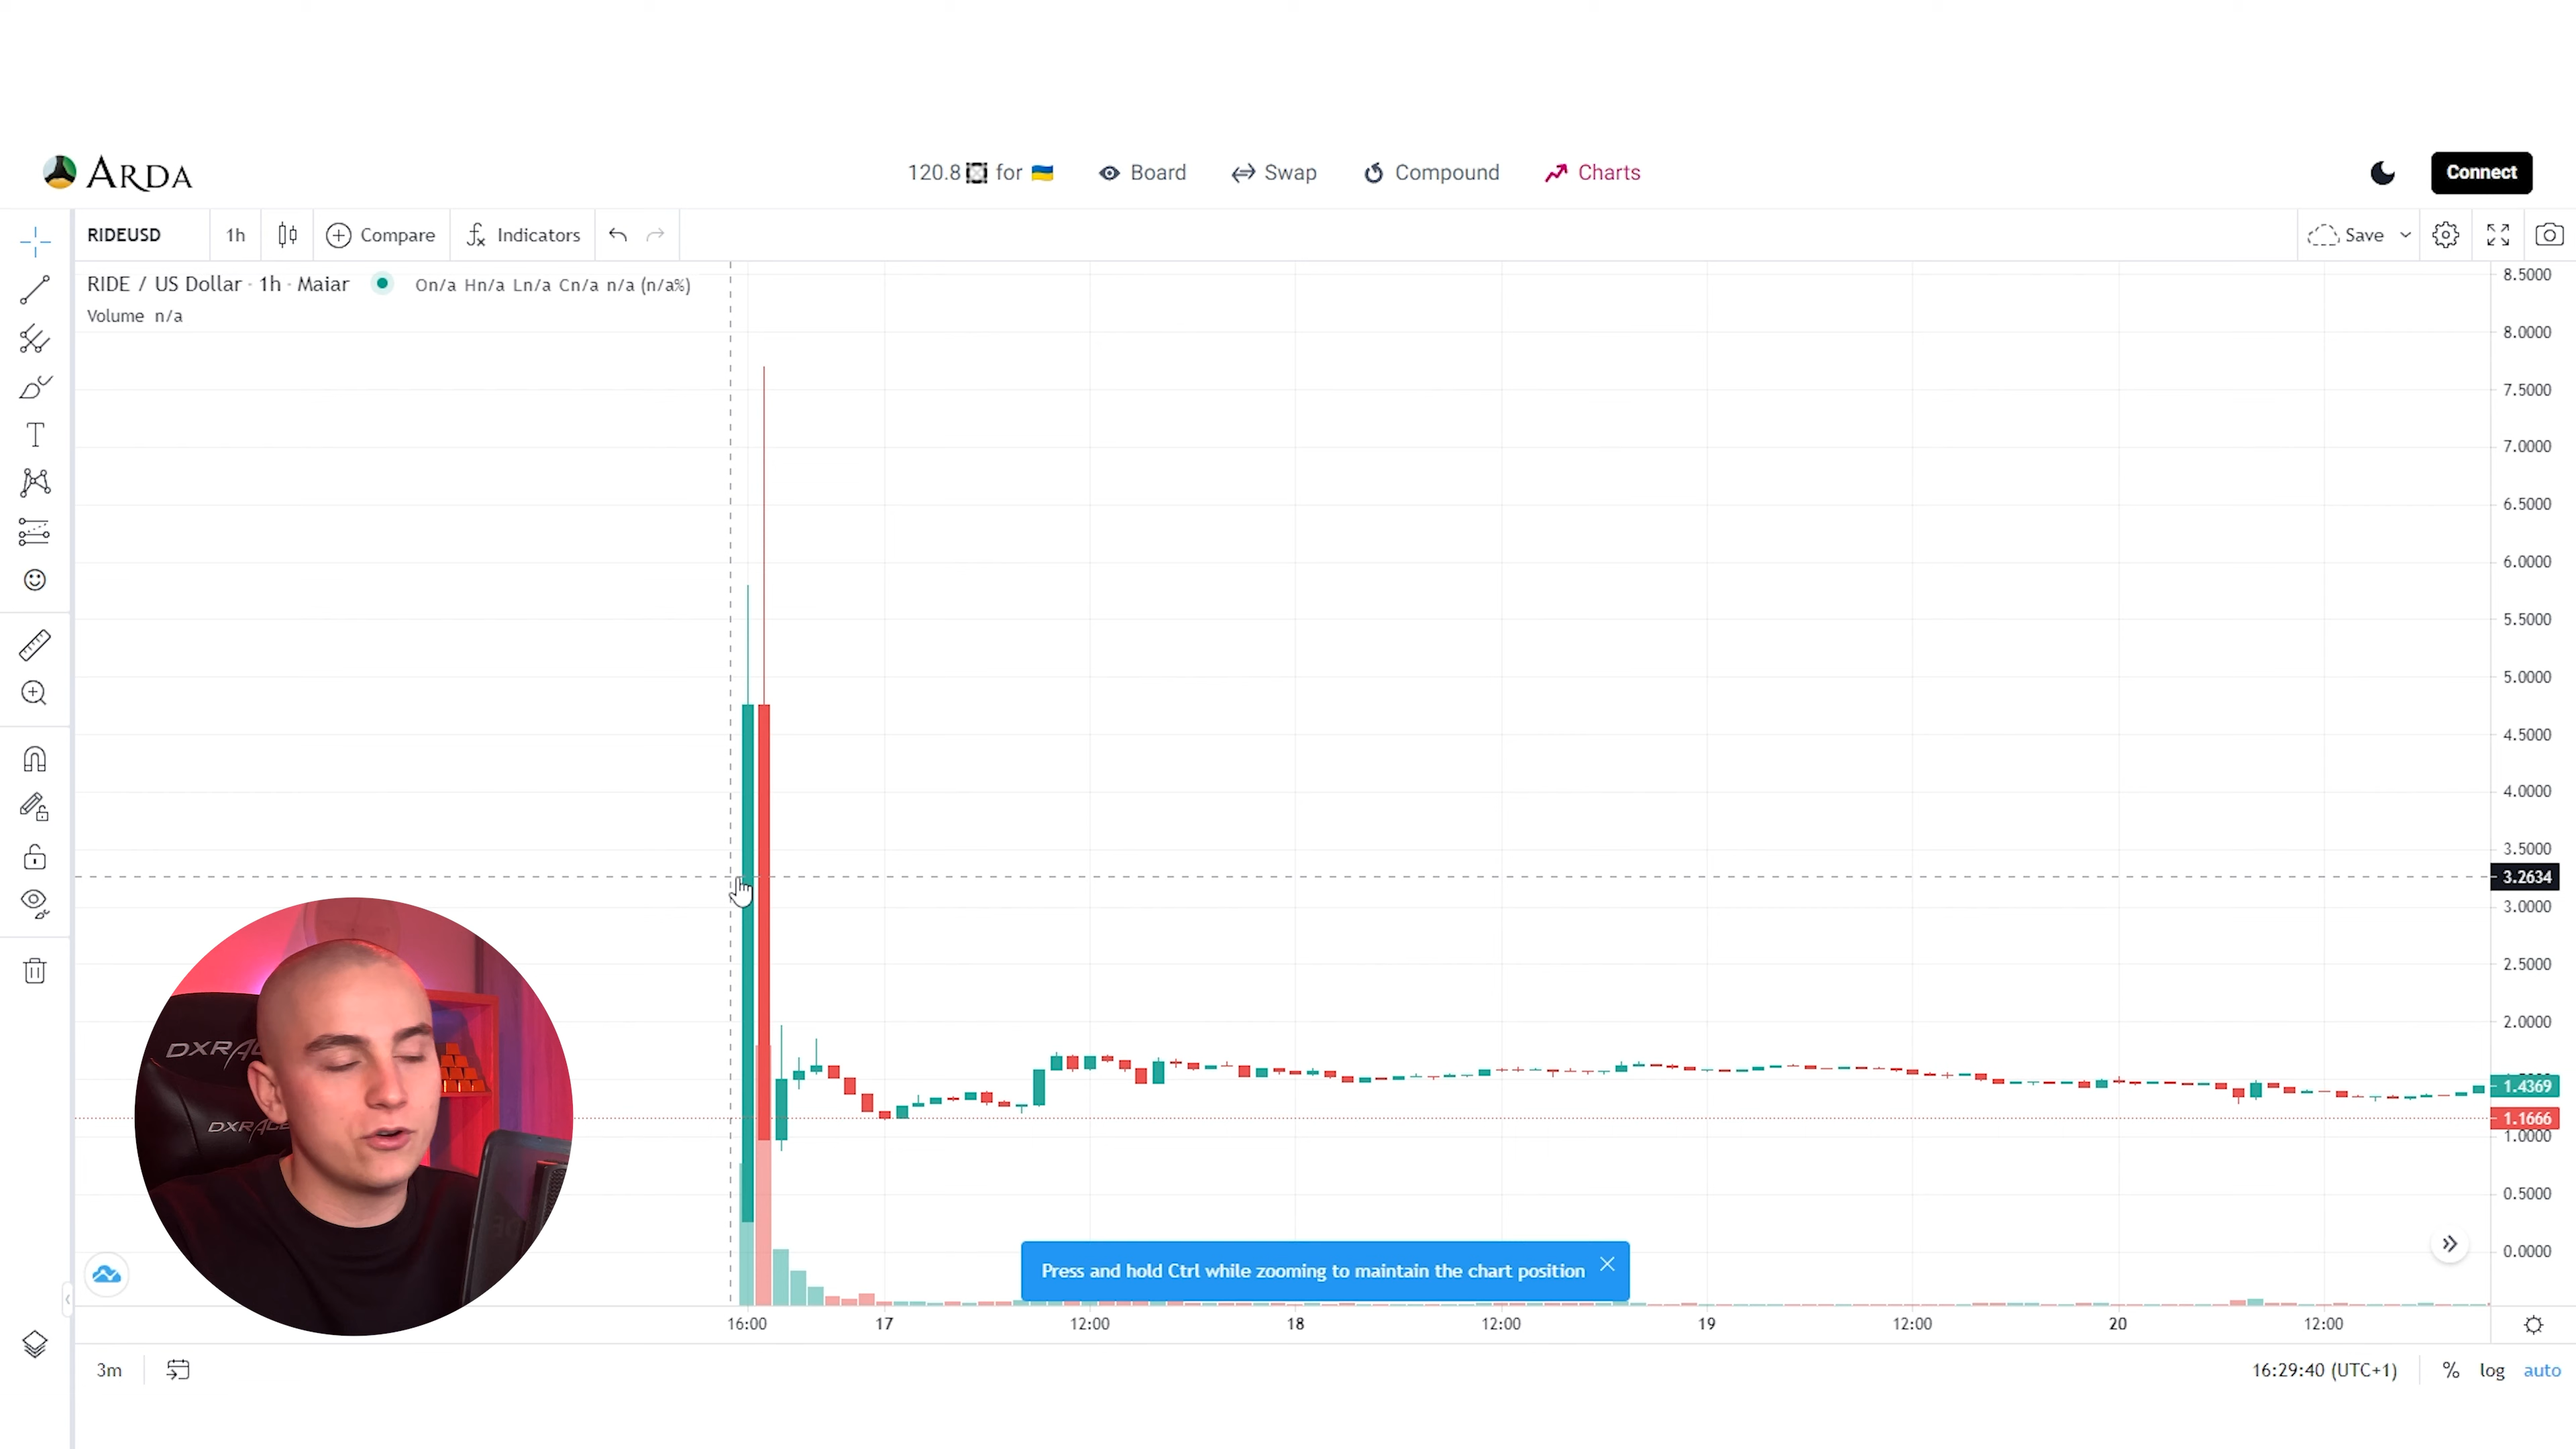 ARDA
120.8 for
Board
Swap
Compound
Charts
Connect
RIDEUSD
1h
Compare
Indicators
Save
RIDE / US Dollar · 1h · Maiar
On/a Hn/a Ln/a Cn/a n/a (n/a%)
Volume n/a
8.5000
8.0000
7.5000
7.0000
6.5000
6.0000
5.5000
5.0000
4.5000
4.0000
3.5000
3.2634
3.0000
2.5000
2.0000
1.4369
1.1666
1.0000
0.5000
0.0000
DXRA
DXRACE
Press and hold Ctrl while zooming to maintain the chart position
16:00
17
12:00
18
12:00
19
12:00
20
12:00
3m
16:29:40 (UTC+1)
%
log
auto